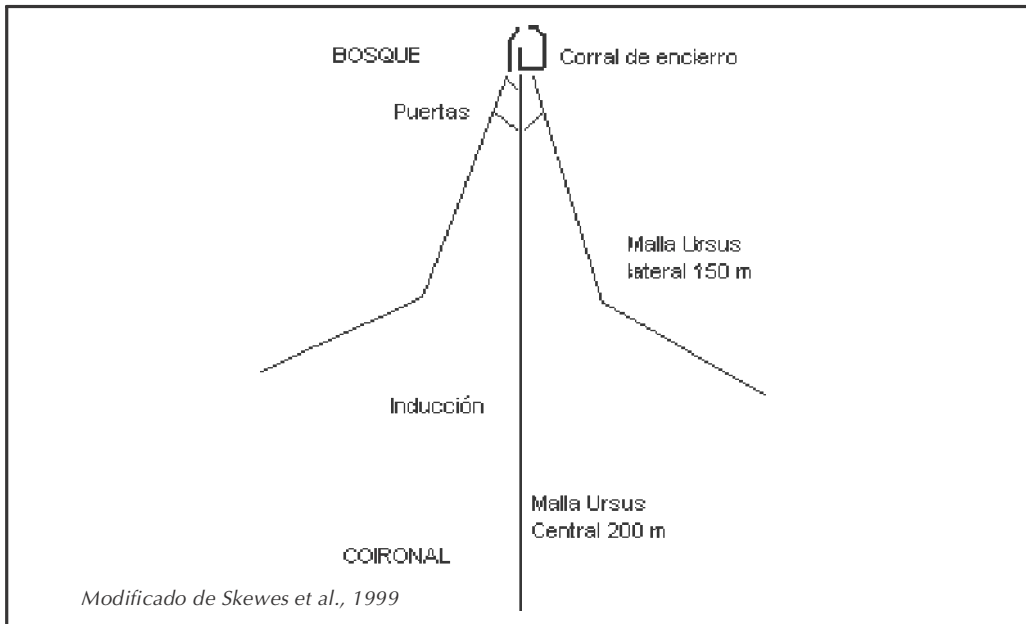 BOSQUE
Corral de encierro
Puertas
Malla Ursus
lateral 150 m
Inducción
Malla Ursus
Central 200 m
COIRONAL
Modificado de Skewes et al., 1999